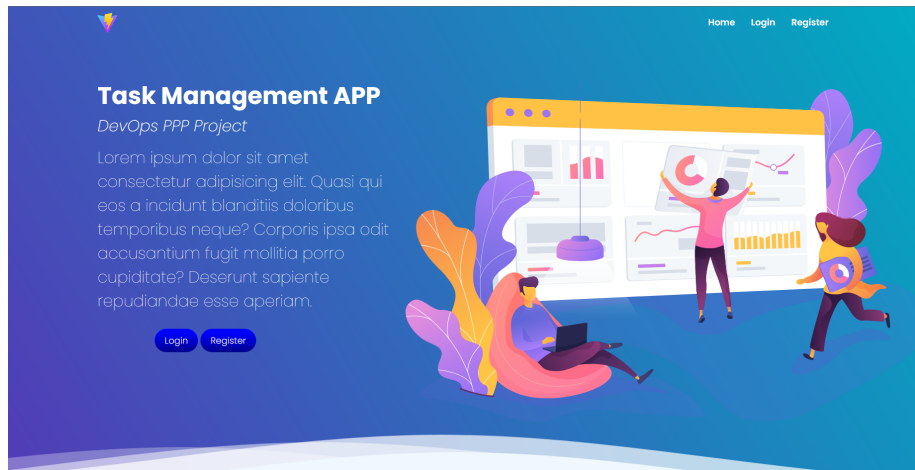 Home Login Register
Task Management APP
DevOps PPP Project
Lorem ipsum dolor sit amet
consectetur adipisicing elit. Quasi qui
eos a incidunt blanditiis doloribus
temporibus neque? Corporis ipsa odit
accusantium fugit mollitia porro
cupiditate? Deserunt sapiente
repudiandae esse aperiam.
Login Register